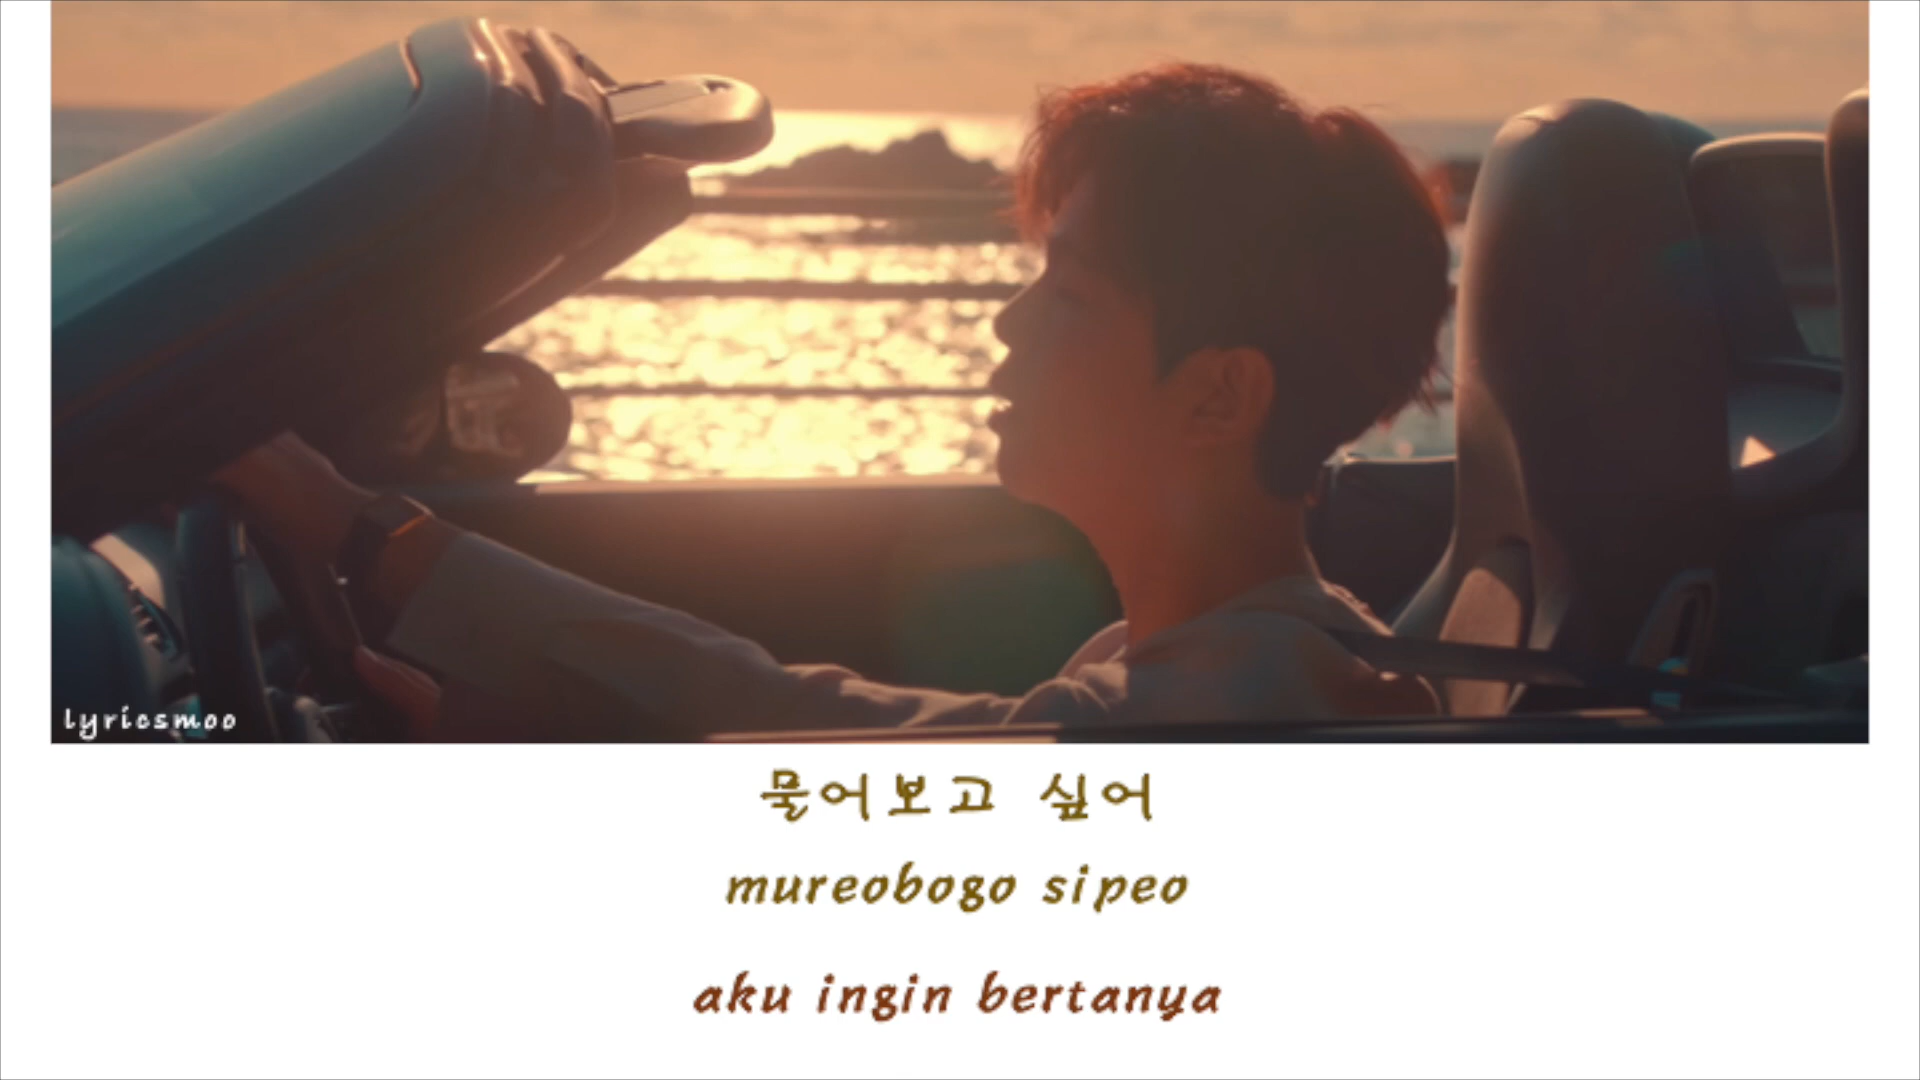 lyricsmoo
물어보고 싶어
mureobogo sipeo
aku ingin bertanya